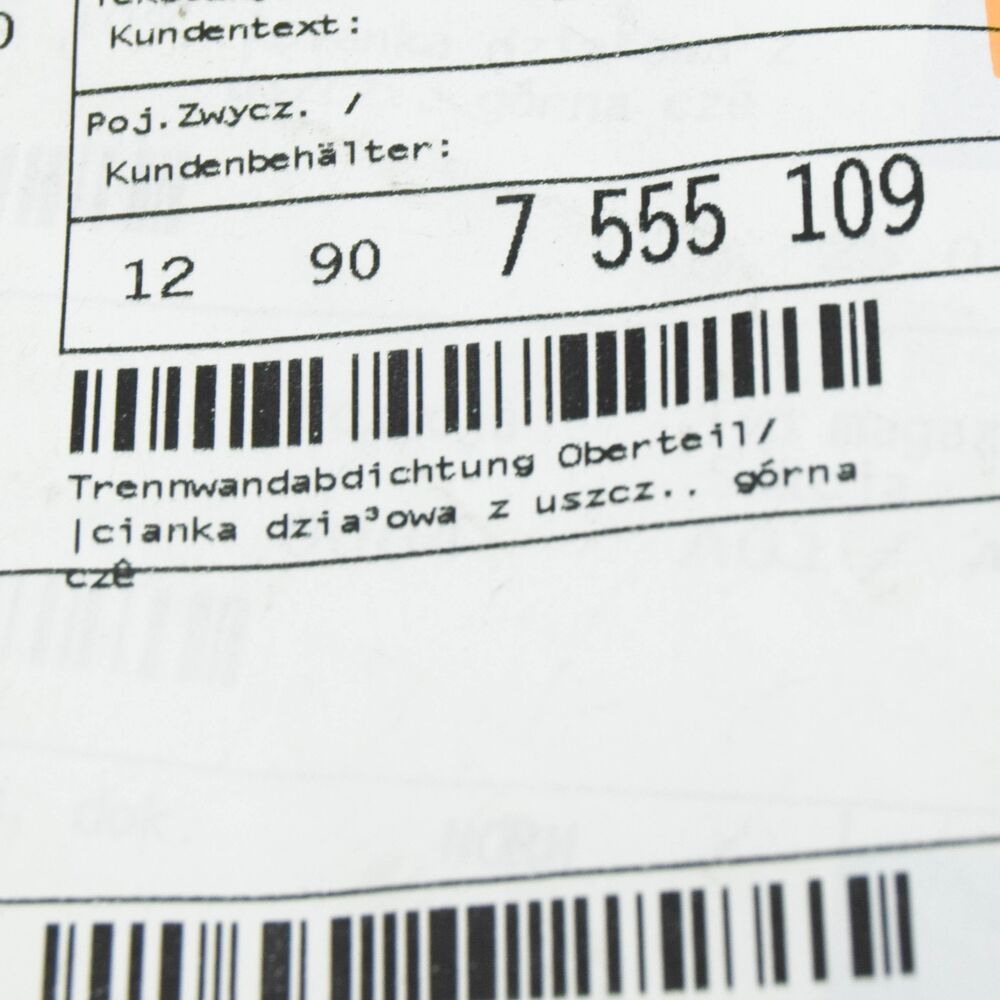 Kundentext:
Poj.Zwycz. /
Kundenbehälter:
12 90 7 555 109
Trennwandabdichtung Oberteil/
|cianka dzia³owa z uszcz.. górna
czê